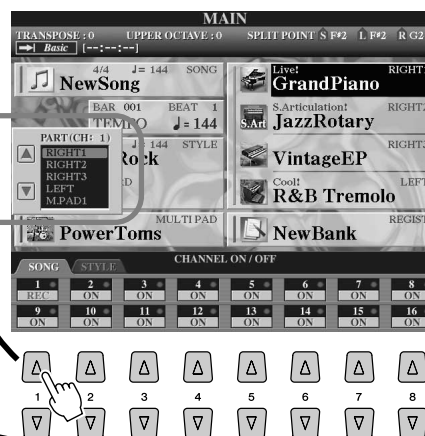 MAIN
TRANSPOSE : 0 UPPER OCTAVE : 0 SPLIT POINT S F#2 L F#2 R G2
Basic [--:--:--]
4/4 ♩= 144 SONG
NewSong
Live! RIGHT1
GrandPiano
BAR 001 BEAT 1
TEMPO ♩= 144
S.Articulation! RIGHT2
S.Art JazzRotary
PART(CH: 1)
RIGHT1
RIGHT2
RIGHT3
LEFT
M.PAD1
♩= 144 STYLE
Rock
D
RIGHT3
VintageEP
Cool! LEFT
R&B Tremolo
MULTI PAD
PowerToms
REGIST
NewBank
SONG STYLE CHANNEL ON / OFF
1 2 3 4 5 6 7 8
REC ON ON ON ON ON ON ON
9 10 11 12 13 14 15 16
ON ON ON ON ON ON ON ON
1 2 3 4 5 6 7 8